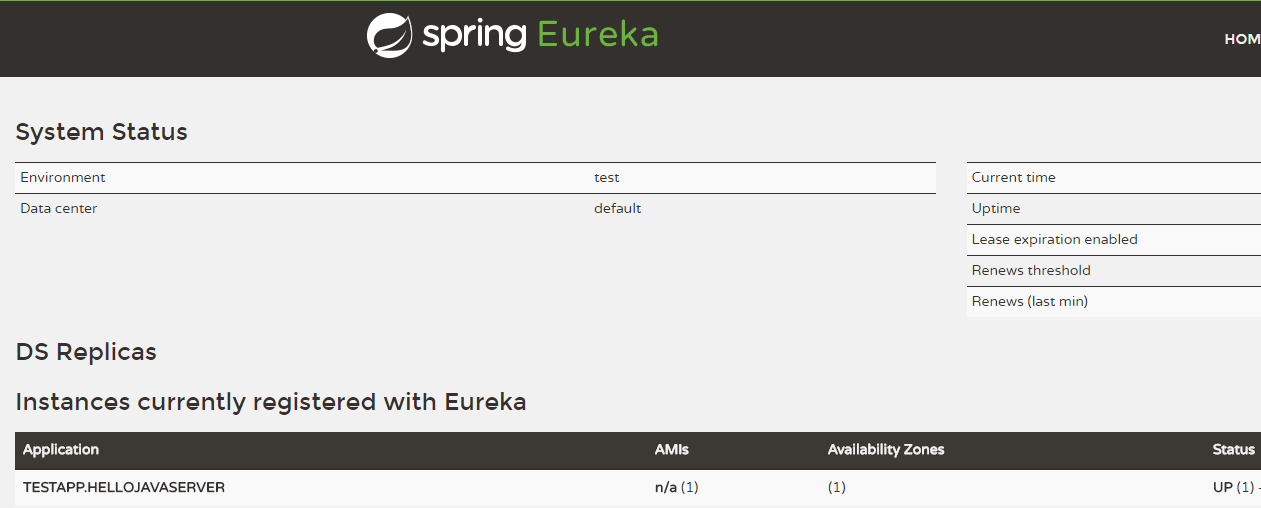 spring Eureka
HOM
System Status
Environment test
Data center default
Current time
Uptime
Lease expiration enabled
Renews threshold
Renews (last min)
DS Replicas
Instances currently registered with Eureka
Application AMIs Availability Zones Status
TESTAPP.HELLOJAVASERVER n/a (1) (1) UP (1) -